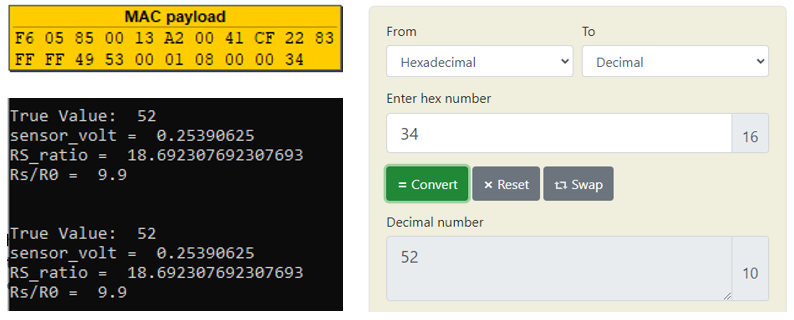 MAC payload
F6 05 85 00 13 A2 00 41 CF 22 83
FF FF 49 53 00 01 08 00 00 34
True Value:  52
sensor_volt =  0.25390625
RS_ratio =  18.692307692307693
Rs/R0 =  9.9
True Value:  52
sensor_volt =  0.25390625
RS_ratio =  18.692307692307693
Rs/R0 =  9.9
From To
Hexadecimal Decimal
Enter hex number
34 16
= Convert × Reset Swap
Decimal number
52 10